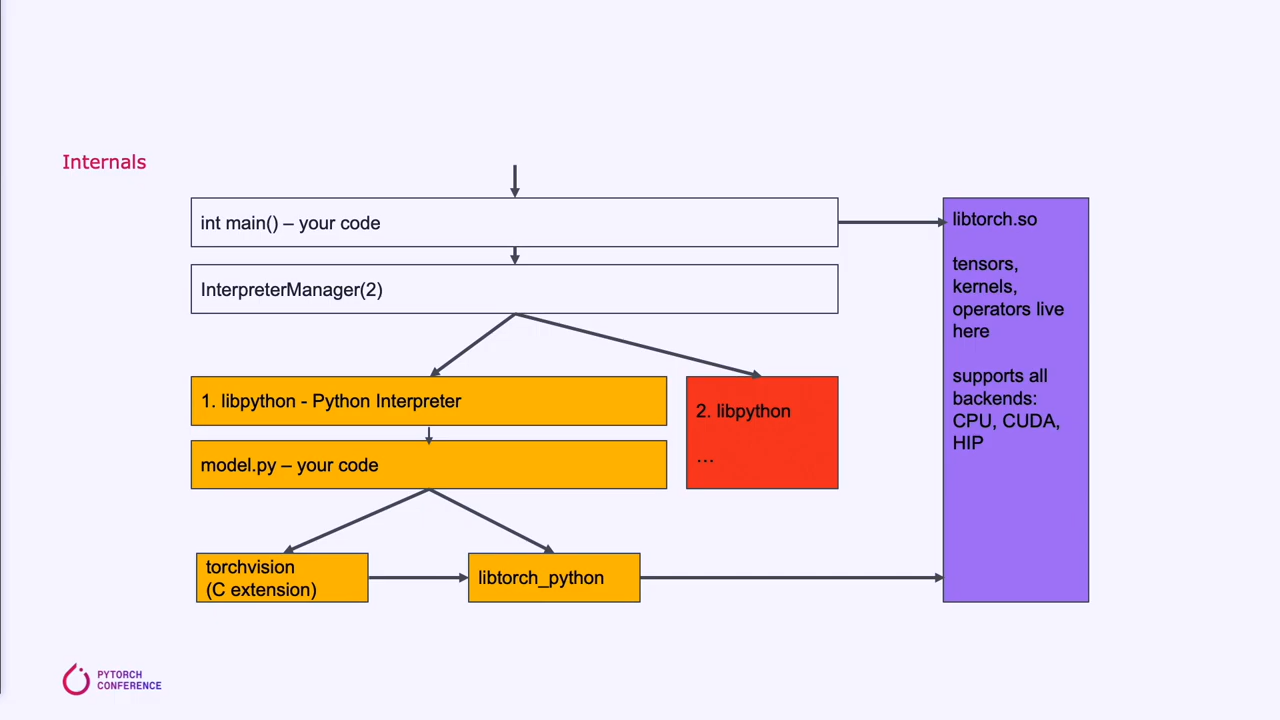 Internals
int main() – your code
InterpreterManager(2)
1. libpython - Python Interpreter
model.py – your code
2. libpython
...
torchvision
(C extension)
libtorch_python
libtorch.so
tensors,
kernels,
operators live
here
supports all
backends:
CPU, CUDA,
HIP
PYTORCH
CONFERENCE